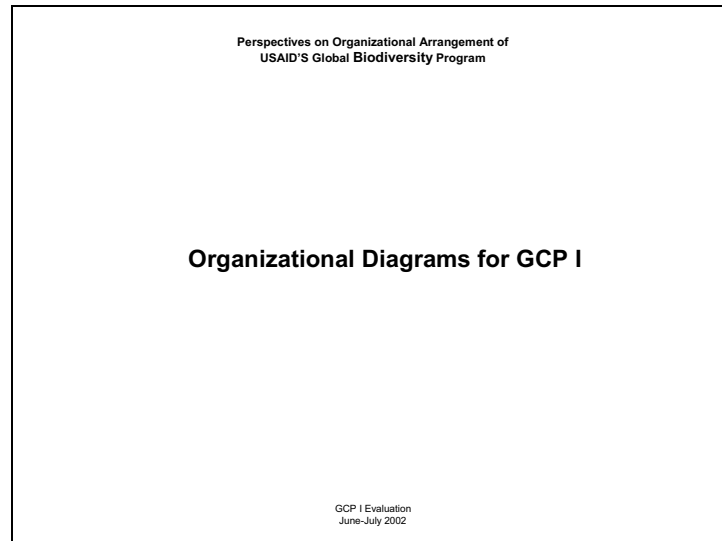 Perspectives on Organizational Arrangement of
USAID'S Global Biodiversity Program
Organizational Diagrams for GCP I
GCP I Evaluation
June-July 2002